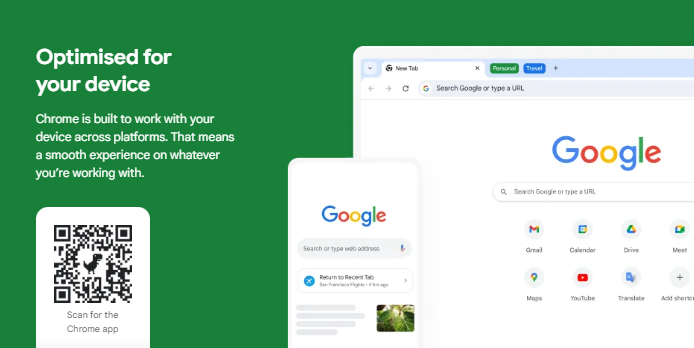 Optimised for
your device
Chrome is built to work with your
device across platforms. That means
a smooth experience on whatever
you're working with.
Scan for the
Chrome app
New Tab
Personal
Travel
Search Google or type a URL
Google
Search Google or type a URL
Gmail
Calendar
Drive
Meet
Maps
YouTube
Translate
Add shortc
Google
Search or type web address
Return to Recent Tab
San Francisco Flights • 4 hrs ago